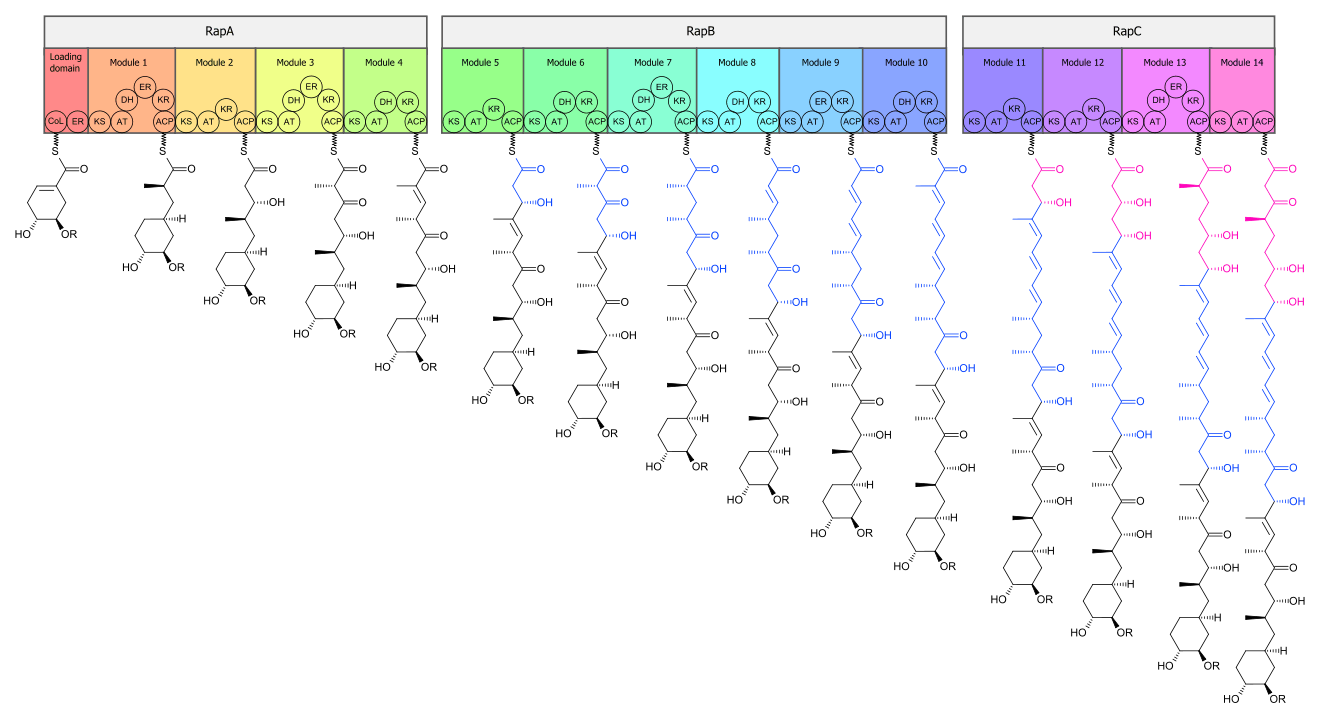 RapA
RapB
RapC
Loading
domain
Module 1
Module 2
Module 3
Module 4
Module 5
Module 6
Module 7
Module 8
Module 9
Module 10
Module 11
Module 12
Module 13
Module 14
CoL ER
KS AT DH ER KR ACP
KS AT KR ACP
KS AT DH ER KR ACP
KS AT DH KR ACP
KS AT KR ACP
KS AT DH KR ACP
KS AT DH ER KR ACP
KS AT DH KR ACP
KS AT ER KR ACP
KS AT DH KR ACP
KS AT KR ACP
KS AT KR ACP
KS AT DH ER KR ACP
KS AT ACP
S
O
HO
OR
S
O
H
HO
OR
S
O
OH
H
HO
OR
S
O
O
OH
H
HO
OR
S
O
O
OH
H
HO
OR
S
O
OH
O
OH
H
HO
OR
S
O
O
OH
O
OH
H
HO
OR
S
O
O
OH
O
OH
H
HO
OR
S
O
O
OH
O
OH
H
HO
OR
S
O
O
OH
O
OH
H
HO
OR
S
O
O
OH
O
OH
H
HO
OR
S
O
OH
O
OH
O
OH
H
HO
OR
S
O
OH
OH
O
OH
O
OH
H
HO
OR
S
O
OH
OH
O
OH
O
OH
H
HO
OR
S
O
O
OH
OH
O
OH
O
OH
H
HO
OR